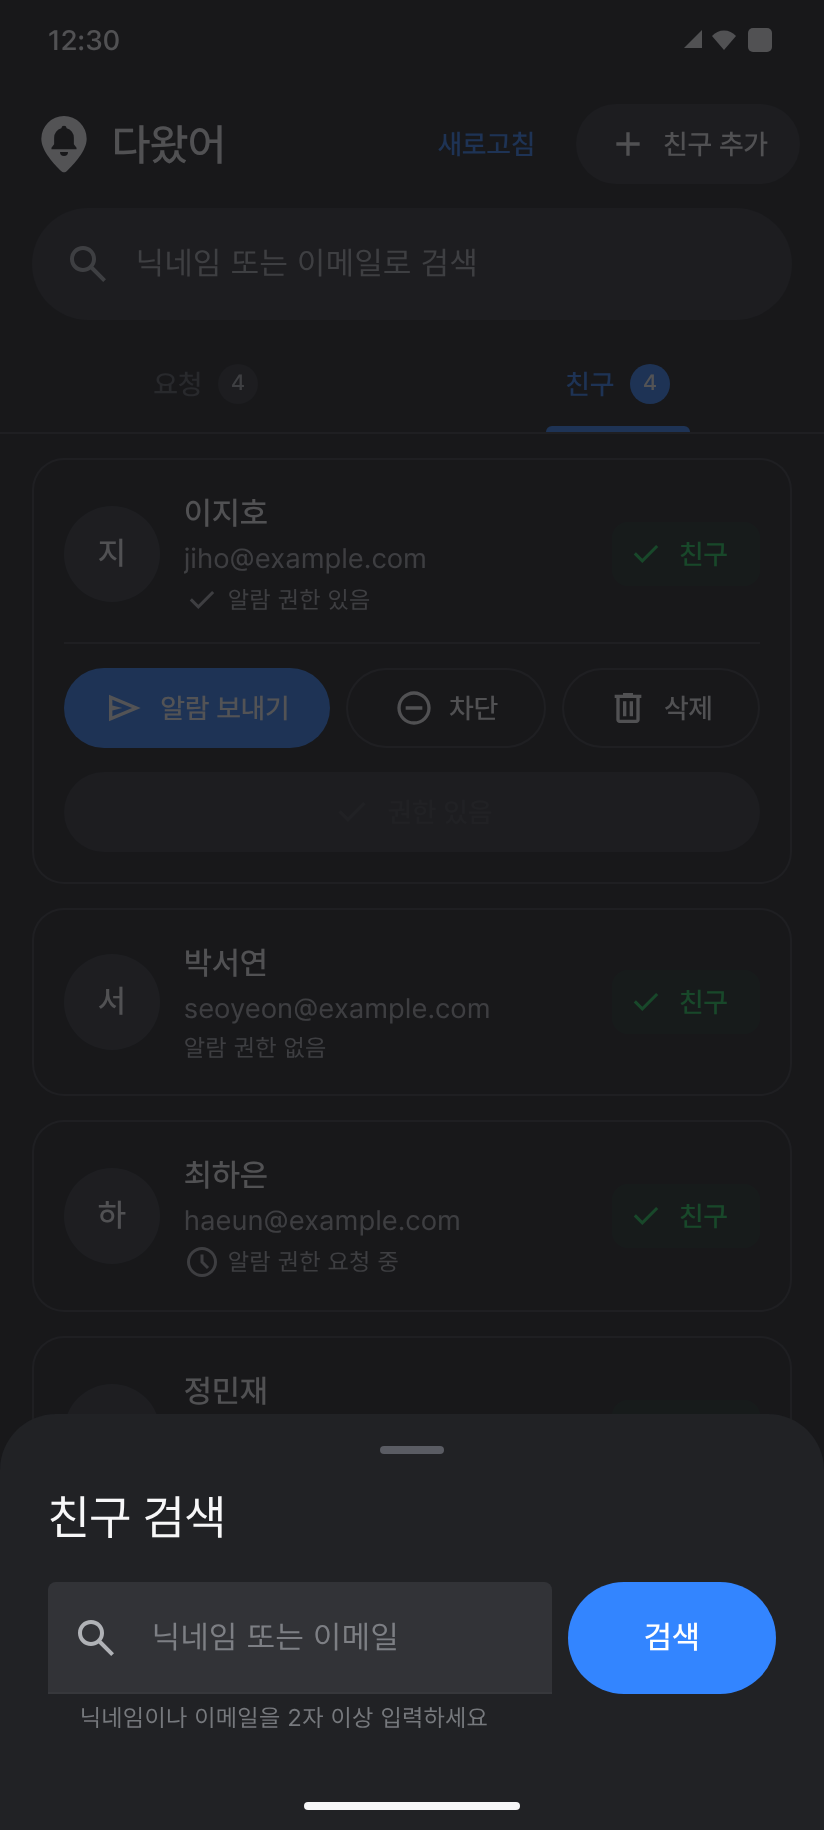 12:30
다왔어
새로고침
친구 추가
닉네임 또는 이메일로 검색
요청 4
친구 4
지
이지호
jiho@example.com
알람 권한 있음
친구
알람 보내기
차단
삭제
권한 있음
서
박서연
seoyeon@example.com
알람 권한 없음
친구
하
최하은
haeun@example.com
알람 권한 요청 중
친구
정민재
친구 검색
닉네임 또는 이메일
검색
닉네임이나 이메일을 2자 이상 입력하세요